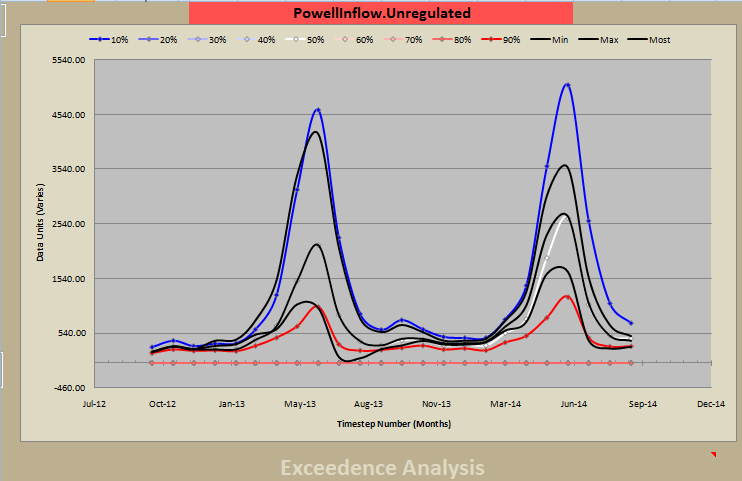 PowellInflow.Unregulated
10% 20% 30% 40% 50% 60% 70% 80% 90% Min Max Most
5540.00
4540.00
3540.00
2540.00
1540.00
540.00
-460.00
Data Units (Varies)
Jul-12 Oct-12 Jan-13 May-13 Aug-13 Nov-13 Mar-14 Jun-14 Sep-14 Dec-14
Timestep Number (Months)
Exceedence Analysis